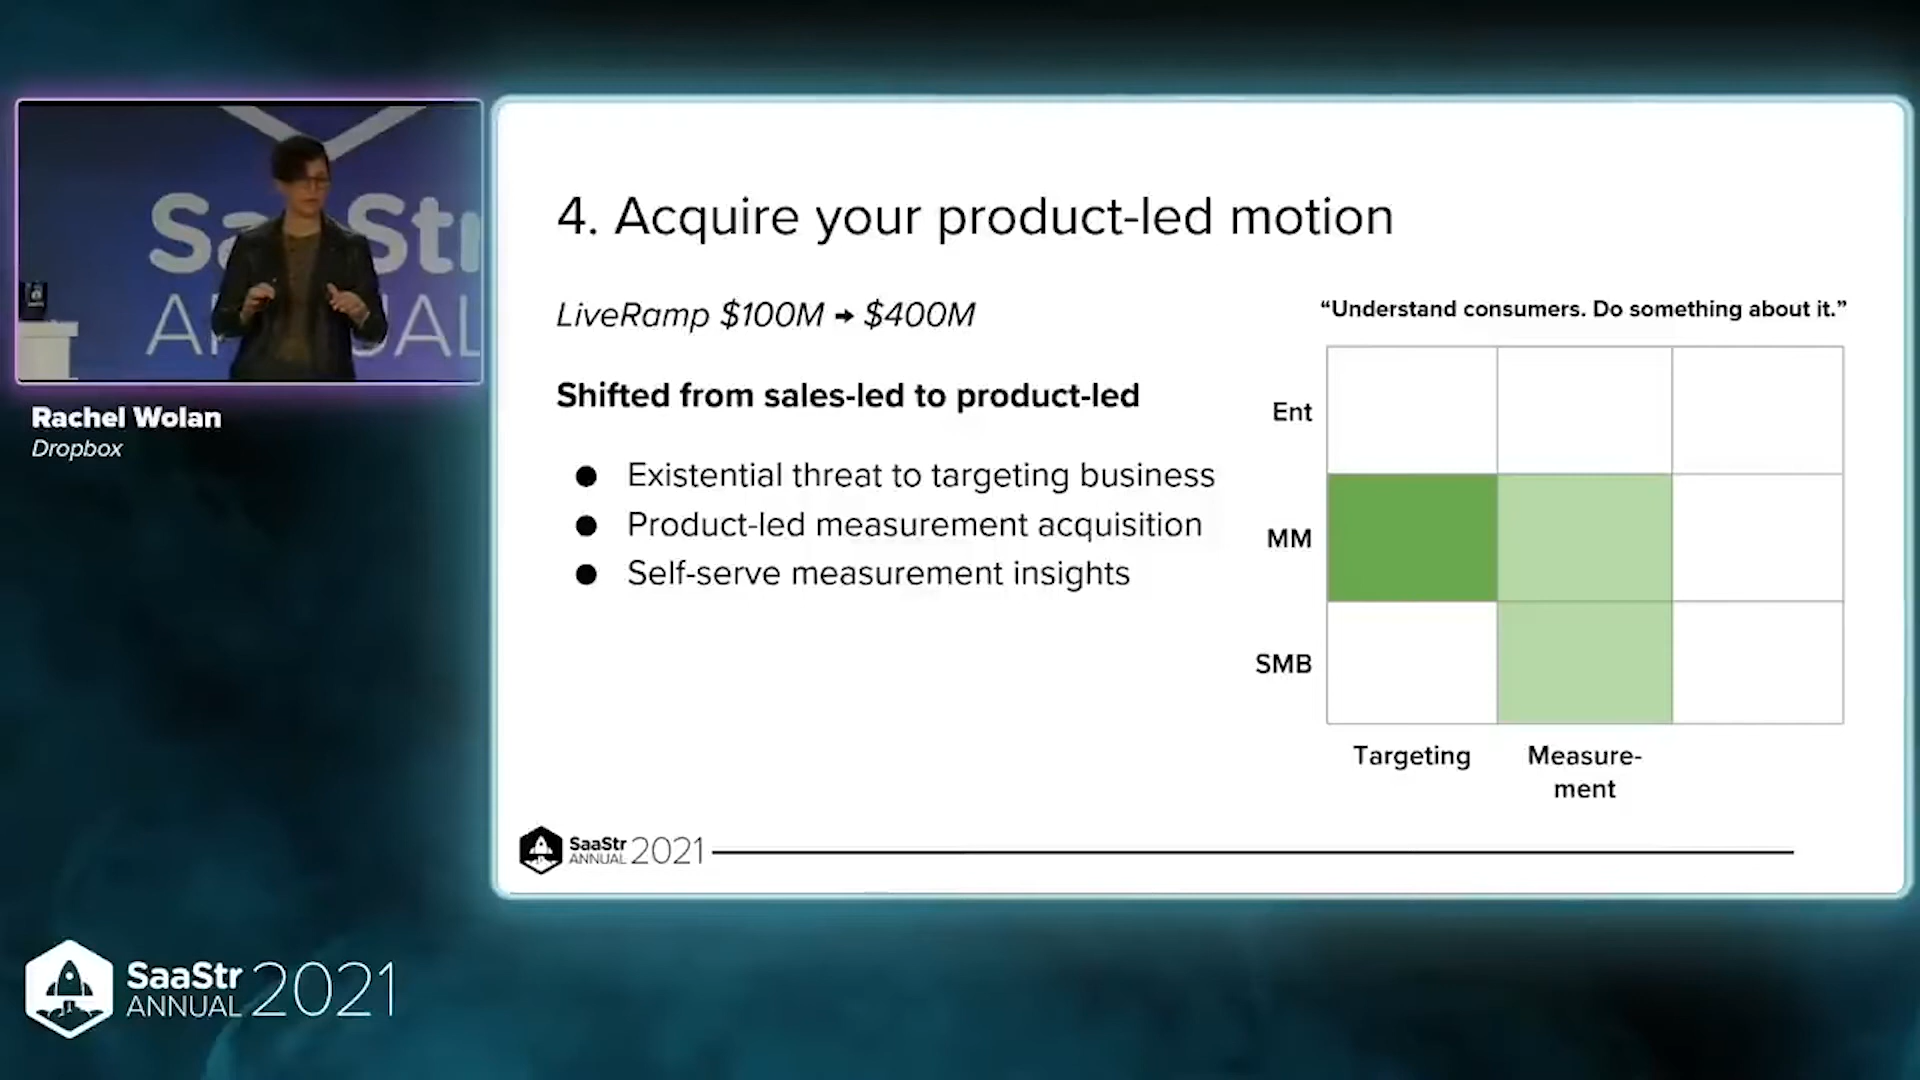 SaaStr
ANNUAL
Rachel Wolan
Dropbox
4. Acquire your product-led motion
LiveRamp $100M → $400M
Shifted from sales-led to product-led
● Existential threat to targeting business
● Product-led measurement acquisition
● Self-serve measurement insights
“Understand consumers. Do something about it.”
Ent
MM
SMB
Targeting
Measure-
ment
SaaStr
ANNUAL 2021
SaaStr
ANNUAL 2021